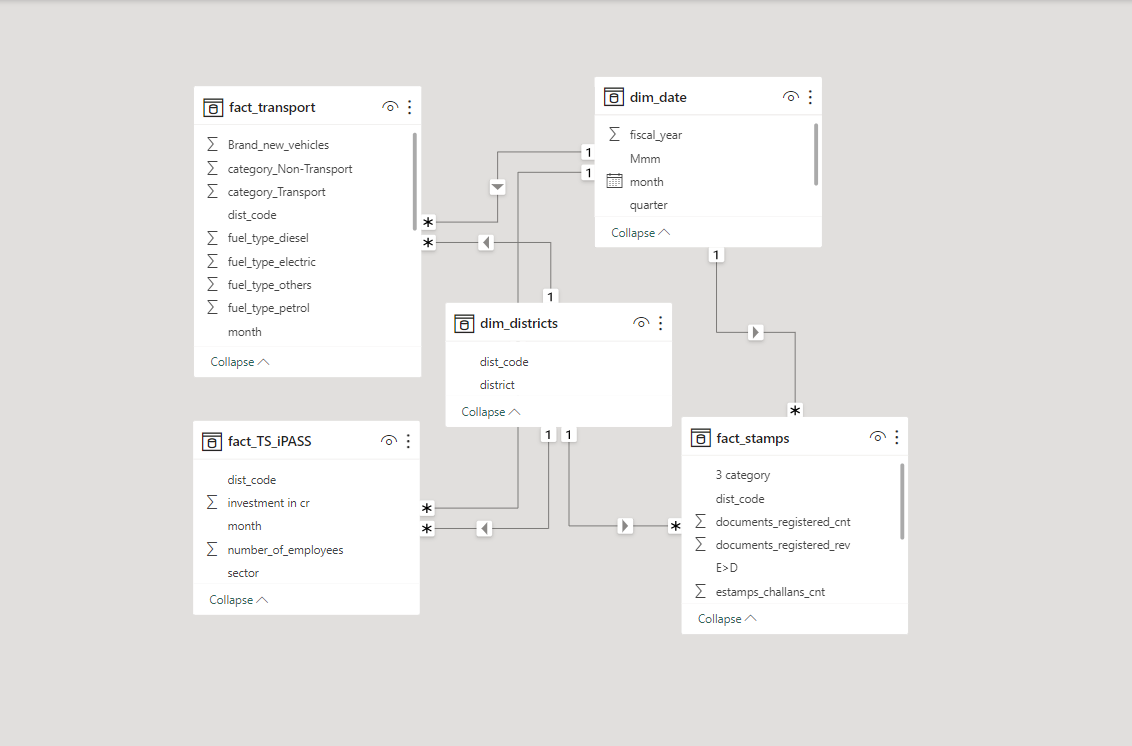 fact_transport
Brand_new_vehicles
category_Non-Transport
category_Transport
dist_code
fuel_type_diesel
fuel_type_electric
fuel_type_others
fuel_type_petrol
month
Collapse
dim_date
fiscal_year
Mmm
month
quarter
Collapse
1
1
*
*
1
1
dim_districts
dist_code
district
Collapse
1
1
*
*
*
*
fact_TS_iPASS
dist_code
investment in cr
month
number_of_employees
sector
Collapse
fact_stamps
3 category
dist_code
documents_registered_cnt
documents_registered_rev
E>D
estamps_challans_cnt
Collapse